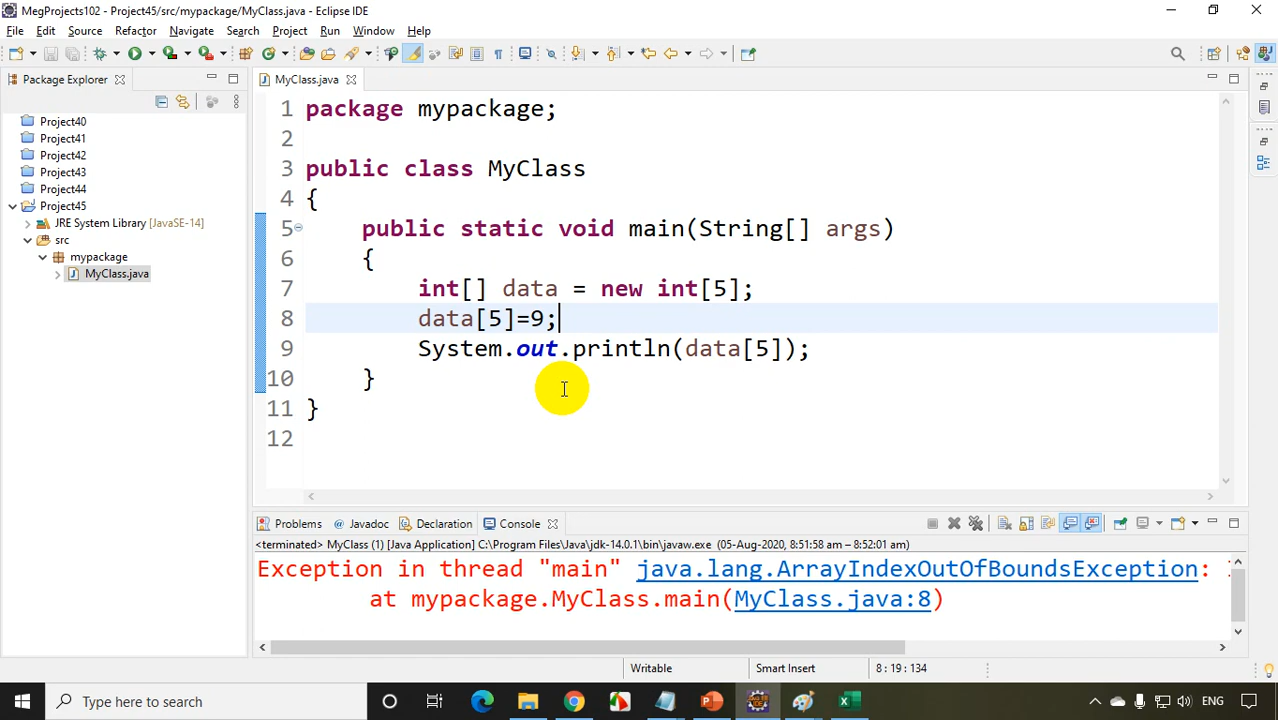 MegProjects102 - Project45/src/mypackage/MyClass.java - Eclipse IDE
File Edit Source Refactor Navigate Search Project Run Window Help
Package Explorer
MyClass.java
Project40
Project41
Project42
Project43
Project44
Project45
JRE System Library [JavaSE-14]
src
mypackage
MyClass.java
1 package mypackage;
2
3 public class MyClass
4 {
5 public static void main(String[] args)
6 {
7 int[] data = new int[5];
8 data[5]=9;
9 System.out.println(data[5]);
10 }
11 }
12
Problems @ Javadoc Declaration Console
<terminated> MyClass (1) [Java Application] C:\Program Files\Java\jdk-14.0.1\bin\javaw.exe (05-Aug-2020, 8:51:58 am – 8:52:01 am)
Exception in thread "main" java.lang.ArrayIndexOutOfBoundsException:
at mypackage.MyClass.main(MyClass.java:8)
Writable Smart Insert 8 : 19 : 134
Type here to search
ENG